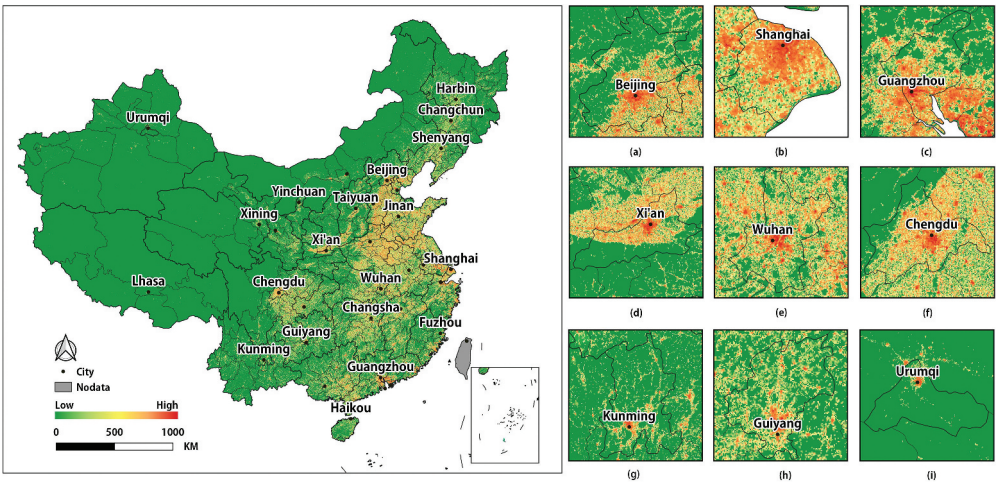 Harbin
Changchun
Urumqi
Shenyang
Beijing
Yinchuan
Taiyuan
Jinan
Xining
Xi'an
Shanghai
Lhasa
Chengdu
Wuhan
Changsha
Guiyang
Fuzhou
Kunming
Guangzhou
Haikou
City
Nodata
Low High
0 500 1000
KM
Beijing
(a)
Shanghai
(b)
Guangzhou
(c)
Xi'an
(d)
Wuhan
(e)
Chengdu
(f)
Kunming
(g)
Guiyang
(h)
Urumqi
(i)